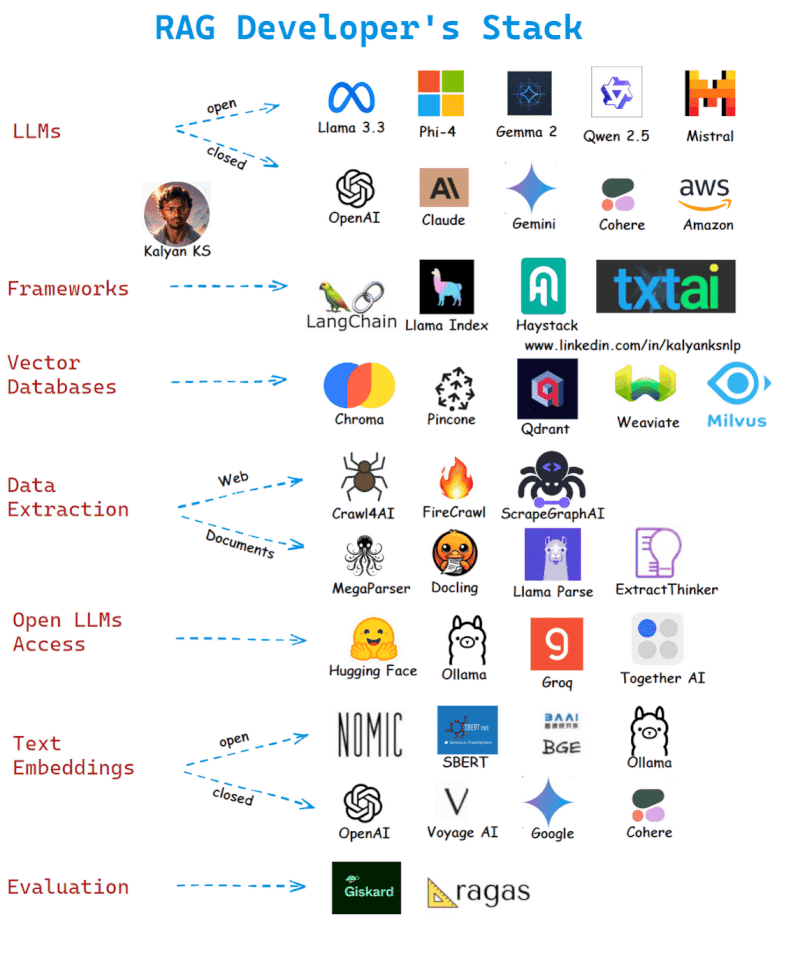 RAG Developer's Stack
LLMs
open
closed
Llama 3.3
Phi-4
Gemma 2
Qwen 2.5
Mistral
OpenAI
Claude
Gemini
Cohere
aws
Amazon
Kalyan KS
Frameworks
LangChain
Llama Index
Haystack
txtai
www.linkedin.com/in/kalyanksnlp
Vector
Databases
Chroma
Pincone
Qdrant
Weaviate
Milvus
Data
Extraction
Web
Documents
Crawl4AI
FireCrawl
ScrapeGraphAI
MegaParser
Docling
Llama Parse
ExtractThinker
Open LLMs
Access
Hugging Face
Ollama
Groq
Together AI
Text
Embeddings
open
closed
NOMIC
SBERT.net
SBERT
BAAI
BGE
Ollama
OpenAI
Voyage AI
Google
Cohere
Evaluation
Giskard
ragas